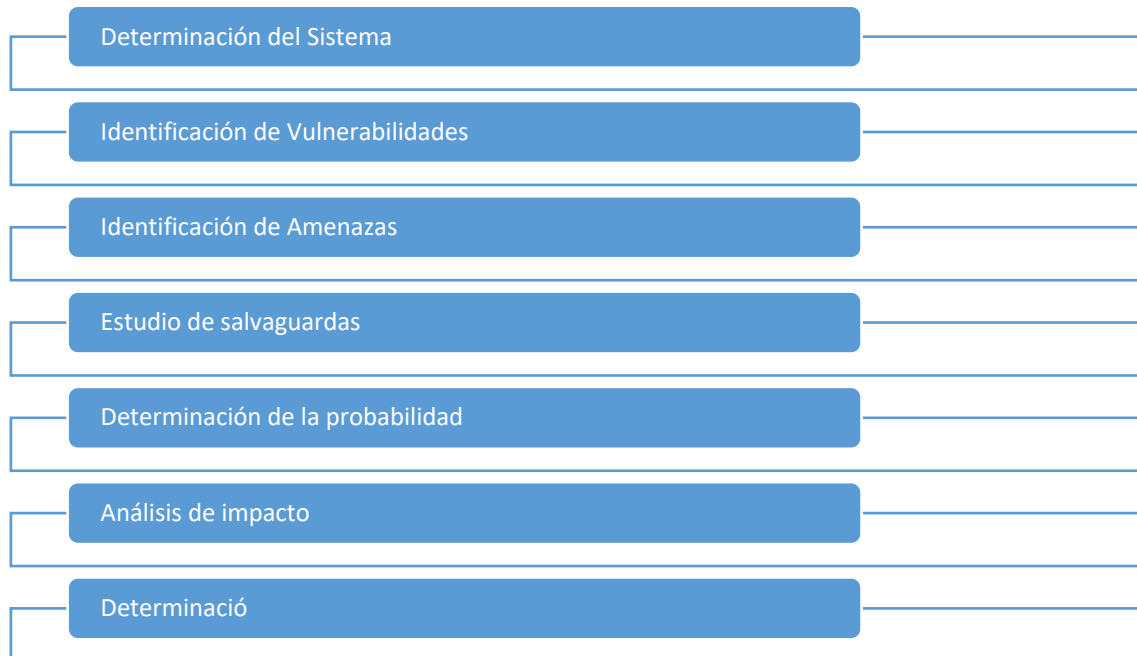 Determinación del Sistema
Identificación de Vulnerabilidades
Identificación de Amenazas
Estudio de salvaguardas
Determinación de la probabilidad
Análisis de impacto
Determinació